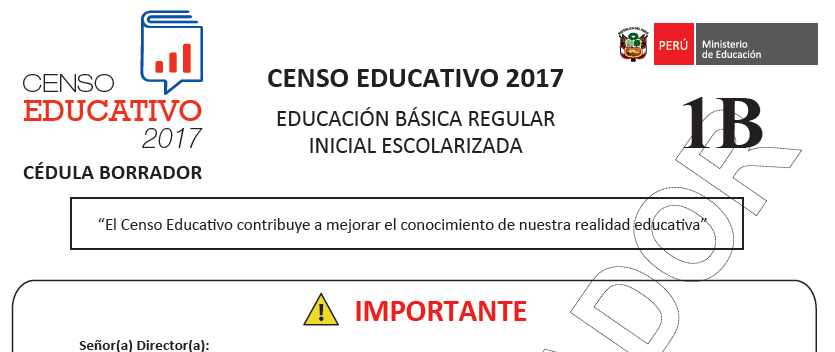 CENSO
EDUCATIVO
2017
CÉDULA BORRADOR
CENSO EDUCATIVO 2017
EDUCACIÓN BÁSICA REGULAR
INICIAL ESCOLARIZADA
PERÚ
Ministerio
de Educación
1B
“El Censo Educativo contribuye a mejorar el conocimiento de nuestra realidad educativa”
DOR
IMPORTANTE
Señor(a) Director(a):